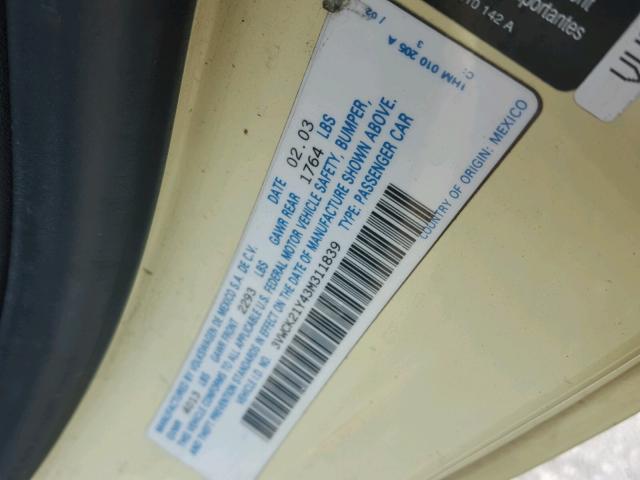 MANUFACTURED BY VOLKSWAGEN DE MEXICO S.A. DE C.V. DATE 02.03
GVWR 4013 LBS GAWR FRONT 2293 LBS GAWR REAR 1764 LBS
THIS VEHICLE CONFORMS TO ALL APPLICABLE U.S. FEDERAL MOTOR VEHICLE SAFETY, BUMPER,
AND THEFT PREVENTION STANDARDS IN EFFECT ON THE DATE OF MANUFACTURE SHOWN ABOVE.
VEHICLE I.D. NO. 3VWCK21Y43M311839 TYPE: PASSENGER CAR
COUNTRY OF ORIGIN: MEXICO
1HM 010 205 A
C: 3
10 142 A
portantes